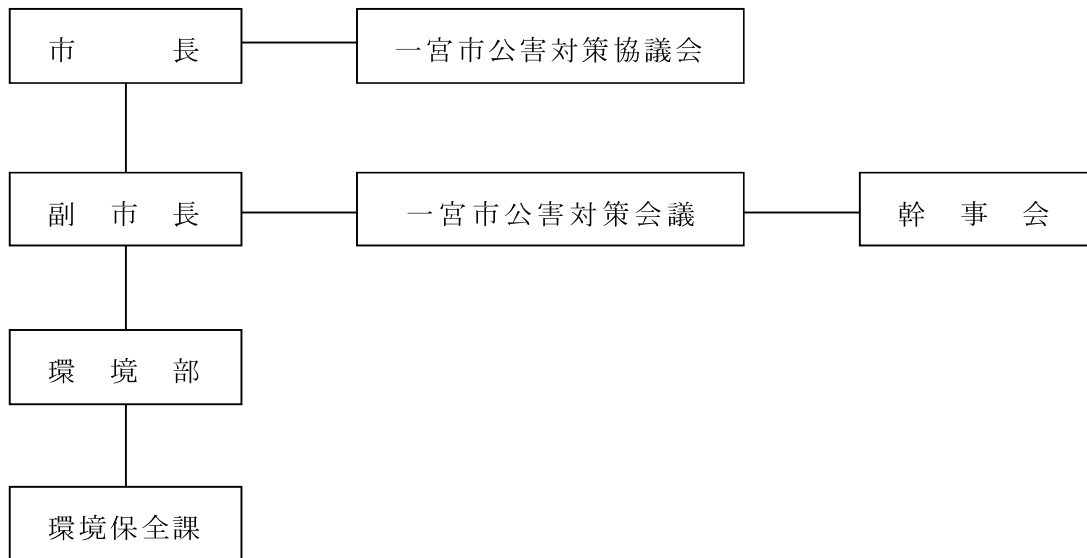 市長
一宮市公害対策協議会
副市長
一宮市公害対策会議
幹事会
環境部
環境保全課